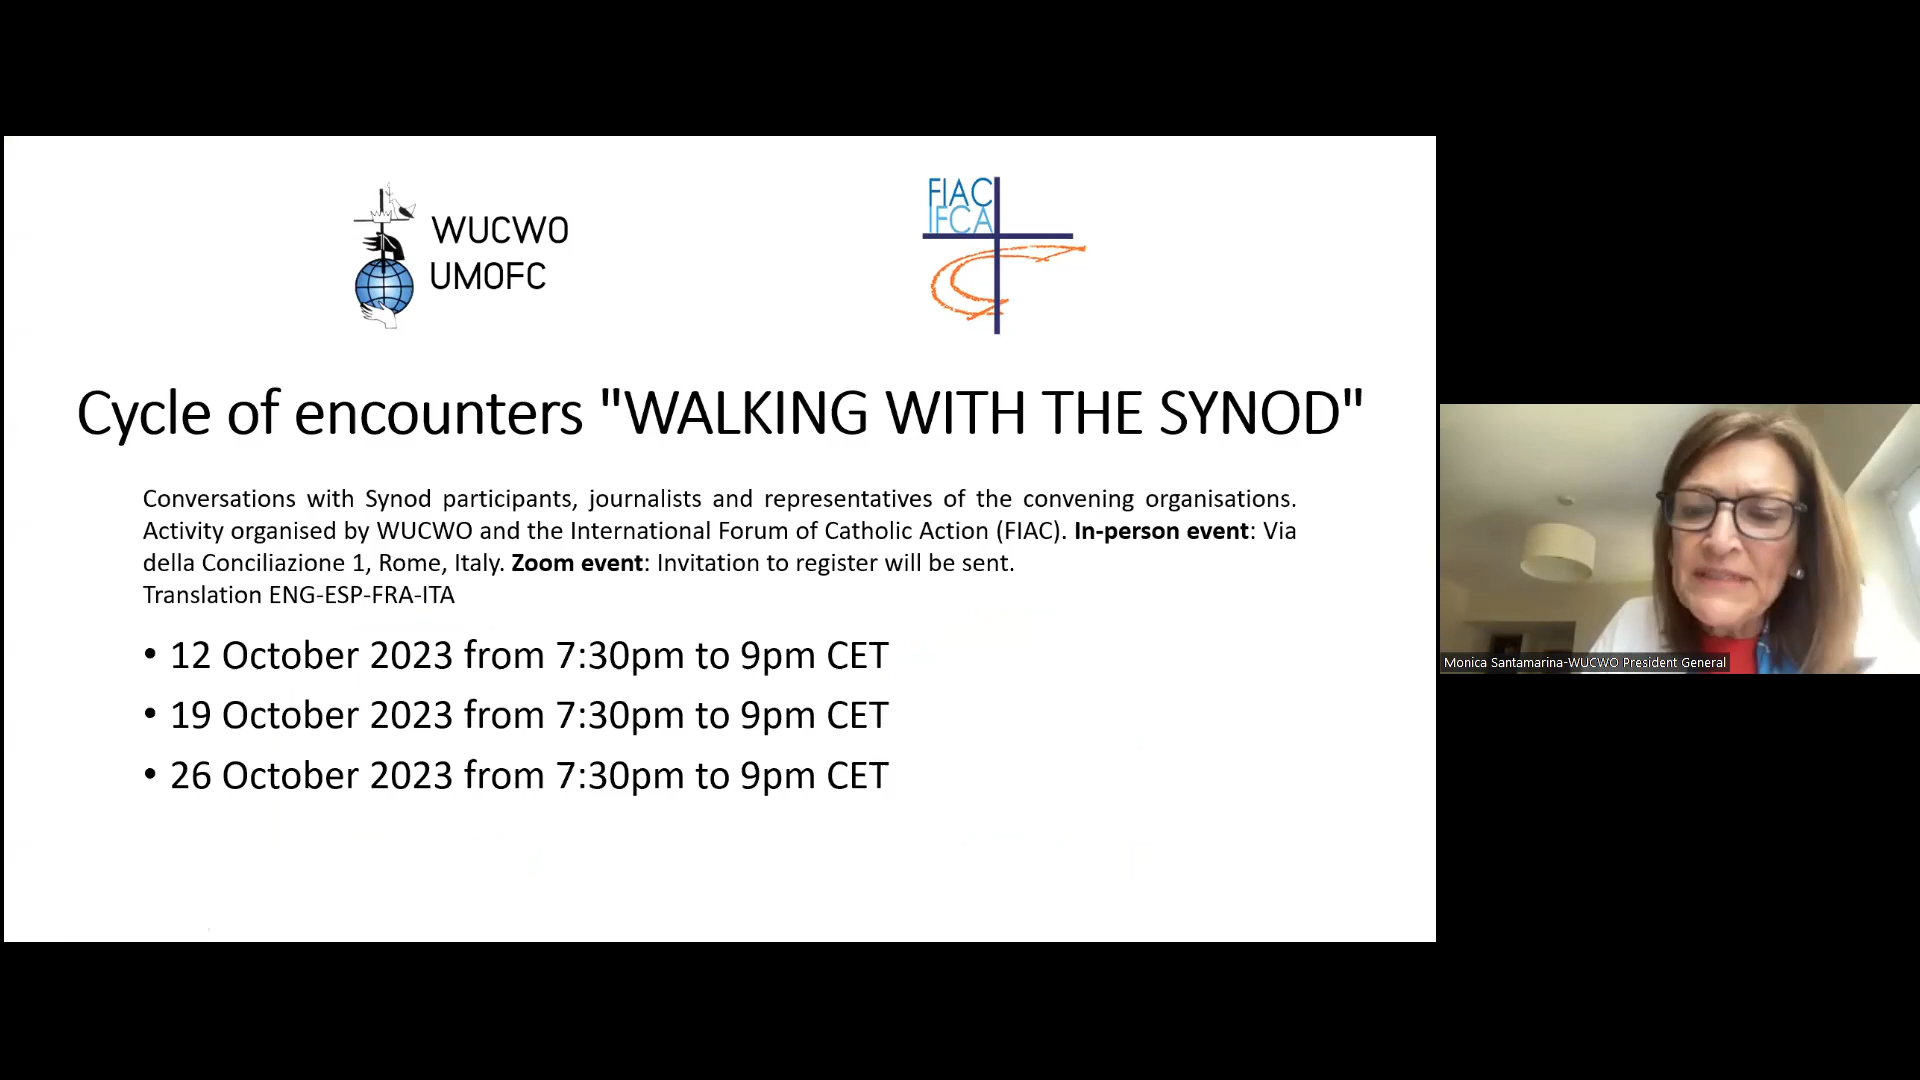 WUCWO
UMOFC
FIAC
IFCA
Cycle of encounters "WALKING WITH THE SYNOD"
Conversations with Synod participants, journalists and representatives of the convening organisations.
Activity organised by WUCWO and the International Forum of Catholic Action (FIAC). In-person event: Via
della Conciliazione 1, Rome, Italy. Zoom event: Invitation to register will be sent.
Translation ENG-ESP-FRA-ITA
• 12 October 2023 from 7:30pm to 9pm CET
• 19 October 2023 from 7:30pm to 9pm CET
• 26 October 2023 from 7:30pm to 9pm CET
Monica Santamarina-WUCWO President General